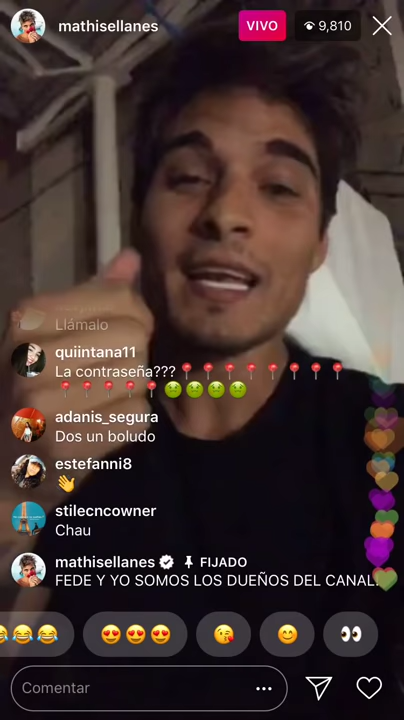 mathisellanes
VIVO
9,810
Llámalo
quiintana11
La contraseña???📍📍📍📍📍📍📍📍
📍📍📍📍📍🤢🤢🤢🤢
adanis_segura
Dos un boludo
estefanni8
👋
stilecncowner
Chau
mathisellanes FIJADO
FEDE Y YO SOMOS LOS DUEÑOS DEL CANAL.
😂😂😂 😍😍😍 😘 😊 👀
Comentar